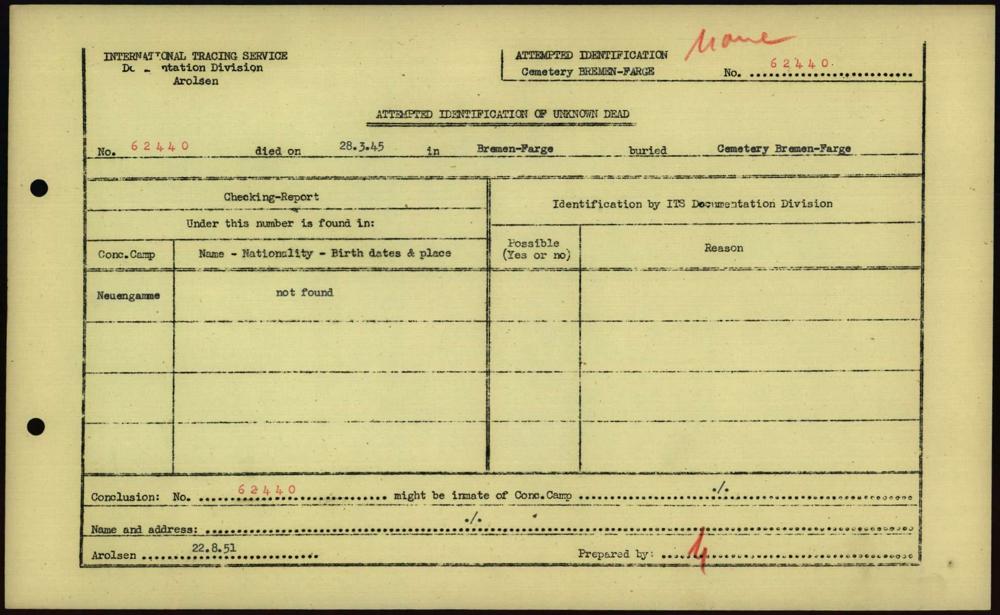 None
INTERNATIONAL TRACING SERVICE
Documentation Division
Arolsen
ATTEMPTED IDENTIFICATION
Cemetery BREMEN-FARGE No. 62440
ATTEMPTED IDENTIFICATION OF UNKNOWN DEAD
No. 62440 died on 28.3.45 in Bremen-Farge buried Cemetery Bremen-Farge
Checking-Report
Under this number is found in:
Identification by ITS Documentation Division
Conc.Camp Name - Nationality - Birth dates & place Possible (Yes or no) Reason
Neuengamme not found
Conclusion: No. 62440 might be inmate of Conc.Camp ./.
Name and address: ./.
Arolsen 22.8.51 Prepared by: